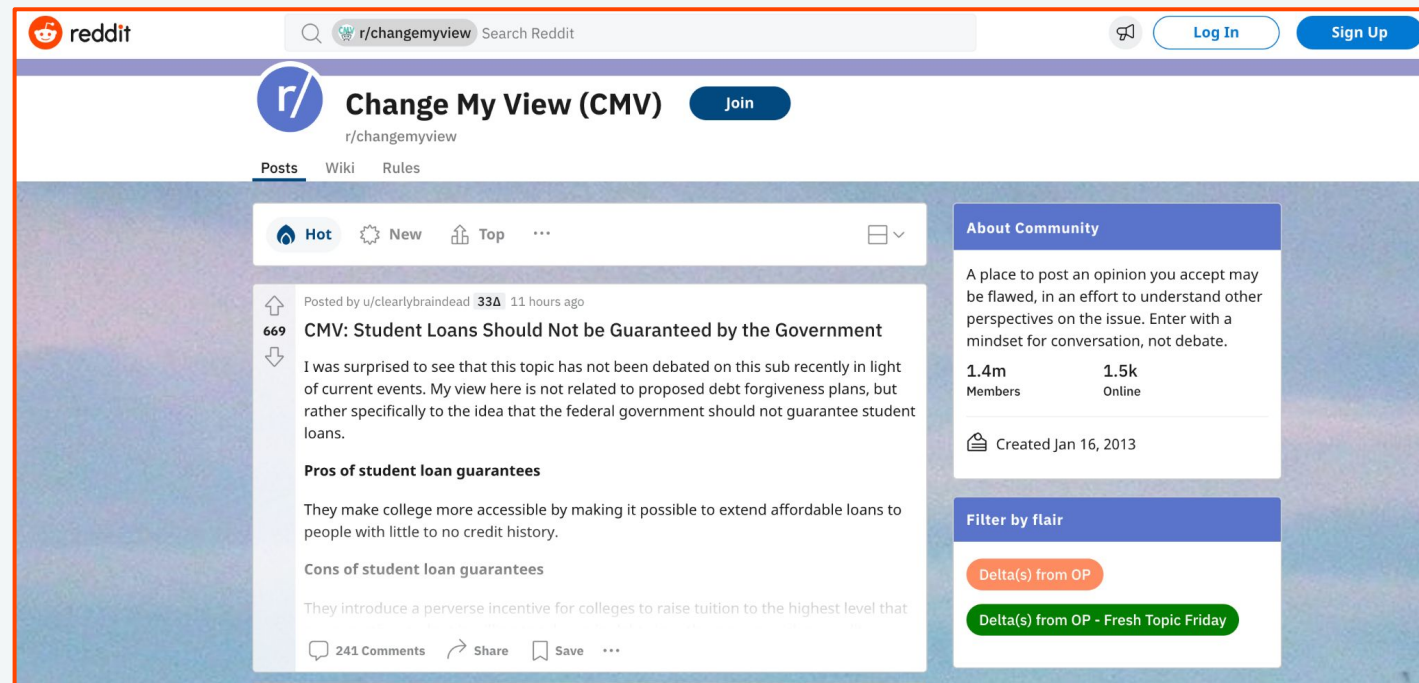 reddit
r/changemyview Search Reddit
Log In
Sign Up
r/
Change My View (CMV)
Join
r/changemyview
Posts
Wiki
Rules
Hot
New
Top
...
Posted by u/clearlybraindead 33Δ 11 hours ago
669
CMV: Student Loans Should Not be Guaranteed by the Government
I was surprised to see that this topic has not been debated on this sub recently in light
of current events. My view here is not related to proposed debt forgiveness plans, but
rather specifically to the idea that the federal government should not guarantee student
loans.
Pros of student loan guarantees
They make college more accessible by making it possible to extend affordable loans to
people with little to no credit history.
Cons of student loan guarantees
They introduce a perverse incentive for colleges to raise tuition to the highest level that
241 Comments
Share
Save
...
About Community
A place to post an opinion you accept may
be flawed, in an effort to understand other
perspectives on the issue. Enter with a
mindset for conversation, not debate.
1.4m
1.5k
Members
Online
Created Jan 16, 2013
Filter by flair
Delta(s) from OP
Delta(s) from OP - Fresh Topic Friday